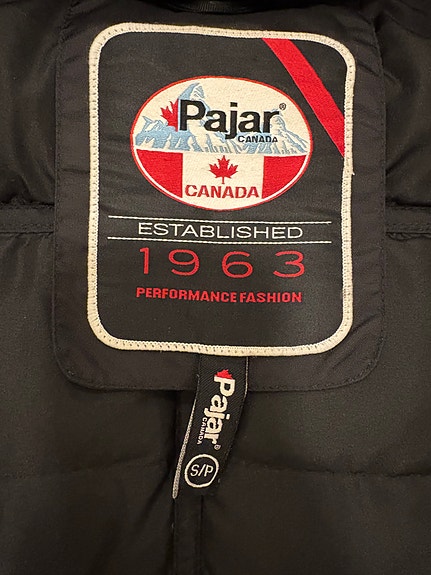 Pajar®
CANADA
CANADA
ESTABLISHED
1963
PERFORMANCE FASHION
Pajar®
CANADA
S/P